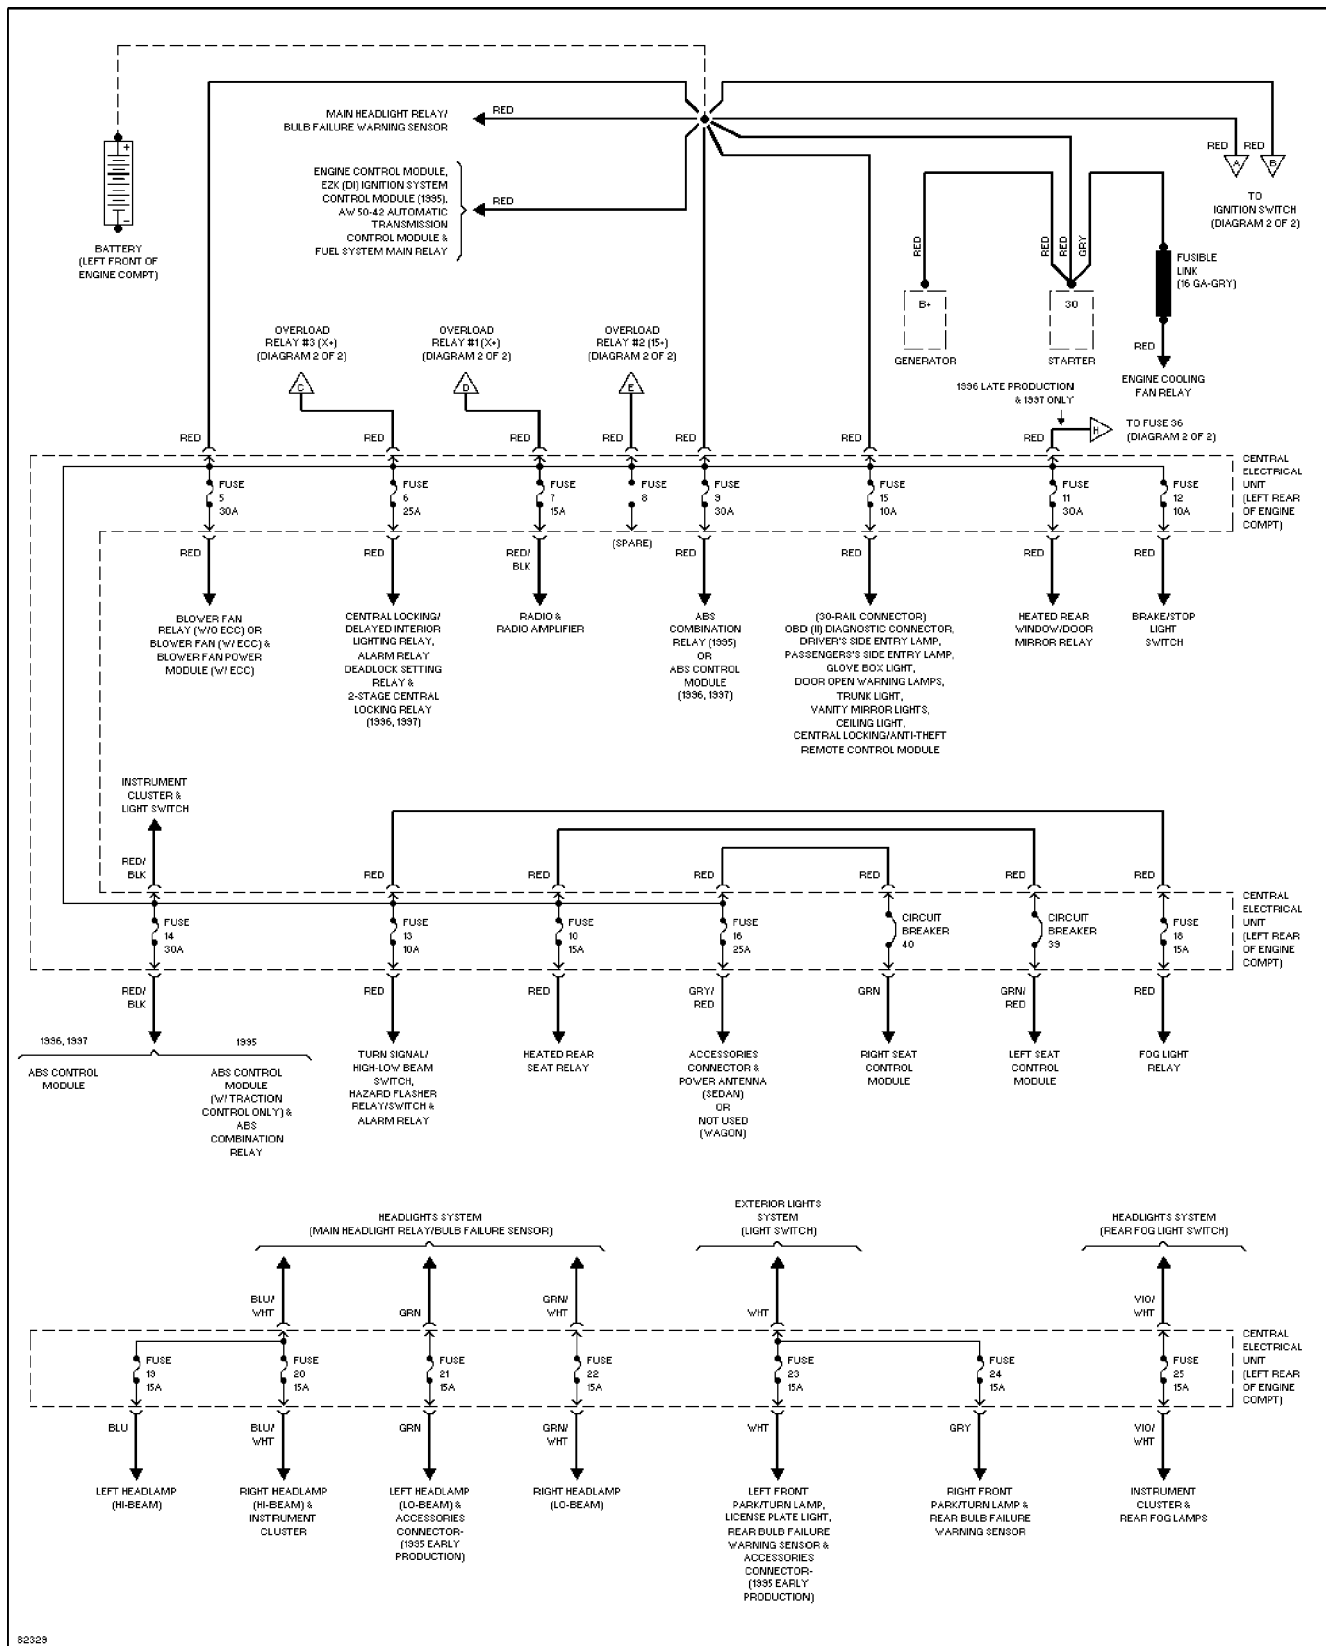 MAIN HEADLIGHT RELAY/
BULB FAILURE WARNING SENSOR
RED
RED RED
A B
TO
IGNITION SWITCH
(DIAGRAM 2 OF 2)
ENGINE CONTROL MODULE,
EZK (DI) IGNITION SYSTEM
CONTROL MODULE (1995),
AW 50-42 AUTOMATIC
TRANSMISSION
CONTROL MODULE &
FUEL SYSTEM MAIN RELAY
RED
+
-
BATTERY
(LEFT FRONT OF
ENGINE COMPT)
RED
RED
RED
GRY
FUSIBLE
LINK
(16 GA-GRY)
B+
30
GENERATOR
STARTER
RED
ENGINE COOLING
FAN RELAY
OVERLOAD
RELAY #3 (X+)
(DIAGRAM 2 OF 2)
C
OVERLOAD
RELAY #1 (X+)
(DIAGRAM 2 OF 2)
D
OVERLOAD
RELAY #2 (15+)
(DIAGRAM 2 OF 2)
E
1996 LATE PRODUCTION
& 1997 ONLY
H
TO FUSE 36
(DIAGRAM 2 OF 2)
RED RED RED RED RED RED RED
FUSE
5
30A
FUSE
6
25A
FUSE
7
15A
FUSE
8
FUSE
9
30A
FUSE
15
10A
FUSE
11
30A
FUSE
12
10A
CENTRAL
ELECTRICAL
UNIT
(LEFT REAR
OF ENGINE
COMPT)
RED
RED
RED/
BLK
(SPARE)
RED
RED
RED
RED
BLOWER FAN
RELAY (W/O ECC) OR
BLOWER FAN (W/ ECC) &
BLOWER FAN POWER
MODULE (W/ ECC)
CENTRAL LOCKING/
DELAYED INTERIOR
LIGHTING RELAY,
ALARM RELAY
DEADLOCK SETTING
RELAY &
2-STAGE CENTRAL
LOCKING RELAY
(1996, 1997)
RADIO &
RADIO AMPLIFIER
ABS
COMBINATION
RELAY (1995)
OR
ABS CONTROL
MODULE
(1996, 1997)
(30-RAIL CONNECTOR)
OBD (II) DIAGNOSTIC CONNECTOR,
DRIVER'S SIDE ENTRY LAMP,
PASSENGERS'S SIDE ENTRY LAMP,
GLOVE BOX LIGHT,
DOOR OPEN WARNING LAMPS,
TRUNK LIGHT,
VANITY MIRROR LIGHTS,
CEILING LIGHT,
CENTRAL LOCKING/ANTI-THEFT
REMOTE CONTROL MODULE
HEATED REAR
WINDOW/DOOR
MIRROR RELAY
BRAKE/STOP
LIGHT
SWITCH
INSTRUMENT
CLUSTER &
LIGHT SWITCH
RED/
BLK
RED RED RED RED RED RED
FUSE
14
30A
FUSE
13
10A
FUSE
10
15A
FUSE
16
25A
CIRCUIT
BREAKER
40
CIRCUIT
BREAKER
39
FUSE
18
15A
CENTRAL
ELECTRICAL
UNIT
(LEFT REAR
OF ENGINE
COMPT)
RED/
BLK
RED
RED
GRY/
RED
GRN
GRN/
RED
RED
1996, 1997
ABS CONTROL
MODULE
1995
ABS CONTROL
MODULE
(W/ TRACTION
CONTROL ONLY) &
ABS
COMBINATION
RELAY
TURN SIGNAL/
HIGH-LOW BEAM
SWITCH,
HAZARD FLASHER
RELAY/SWITCH &
ALARM RELAY
HEATED REAR
SEAT RELAY
ACCESSORIES
CONNECTOR &
POWER ANTENNA
(SEDAN)
OR
NOT USED
(WAGON)
RIGHT SEAT
CONTROL
MODULE
LEFT SEAT
CONTROL
MODULE
FOG LIGHT
RELAY
HEADLIGHTS SYSTEM
(MAIN HEADLIGHT RELAY/BULB FAILURE SENSOR)
EXTERIOR LIGHTS
SYSTEM
(LIGHT SWITCH)
HEADLIGHTS SYSTEM
(REAR FOG LIGHT SWITCH)
BLU/
WHT
GRN
GRN/
WHT
WHT
VIO/
WHT
FUSE
19
15A
FUSE
20
15A
FUSE
21
15A
FUSE
22
15A
FUSE
23
15A
FUSE
24
15A
FUSE
25
15A
CENTRAL
ELECTRICAL
UNIT
(LEFT REAR
OF ENGINE
COMPT)
BLU
BLU/
WHT
GRN
GRN/
WHT
WHT
GRY
VIO/
WHT
LEFT HEADLAMP
(HI-BEAM)
RIGHT HEADLAMP
(HI-BEAM) &
INSTRUMENT
CLUSTER
LEFT HEADLAMP
(LO-BEAM) &
ACCESSORIES
CONNECTOR-
(1995 EARLY
PRODUCTION)
RIGHT HEADLAMP
(LO-BEAM)
LEFT FRONT
PARK/TURN LAMP,
LICENSE PLATE LIGHT,
REAR BULB FAILURE
WARNING SENSOR &
ACCESSORIES
CONNECTOR-
(1995 EARLY
PRODUCTION)
RIGHT FRONT
PARK/TURN LAMP &
REAR BULB FAILURE
WARNING SENSOR
INSTRUMENT
CLUSTER &
REAR FOG LAMPS
82329